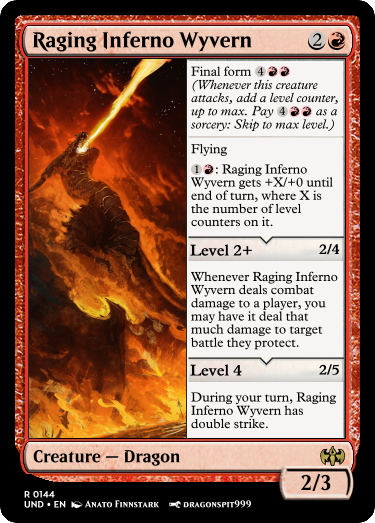 Raging Inferno Wyvern 2
Final form 4
(Whenever this creature
attacks, add a level counter,
up to max. Pay 4 as a
sorcery: Skip to max level.)
Flying
1 : Raging Inferno
Wyvern gets +X/+0 until
end of turn, where X is
the number of level
counters on it.
Level 2+ 2/4
Whenever Raging Inferno
Wyvern deals combat
damage to a player, you
may have it deal that
much damage to target
battle they protect.
Level 4 2/5
During your turn, Raging
Inferno Wyvern has
double strike.
Creature — Dragon
2/3
R 0144
UND • EN Anato Finnstark dragonspit999